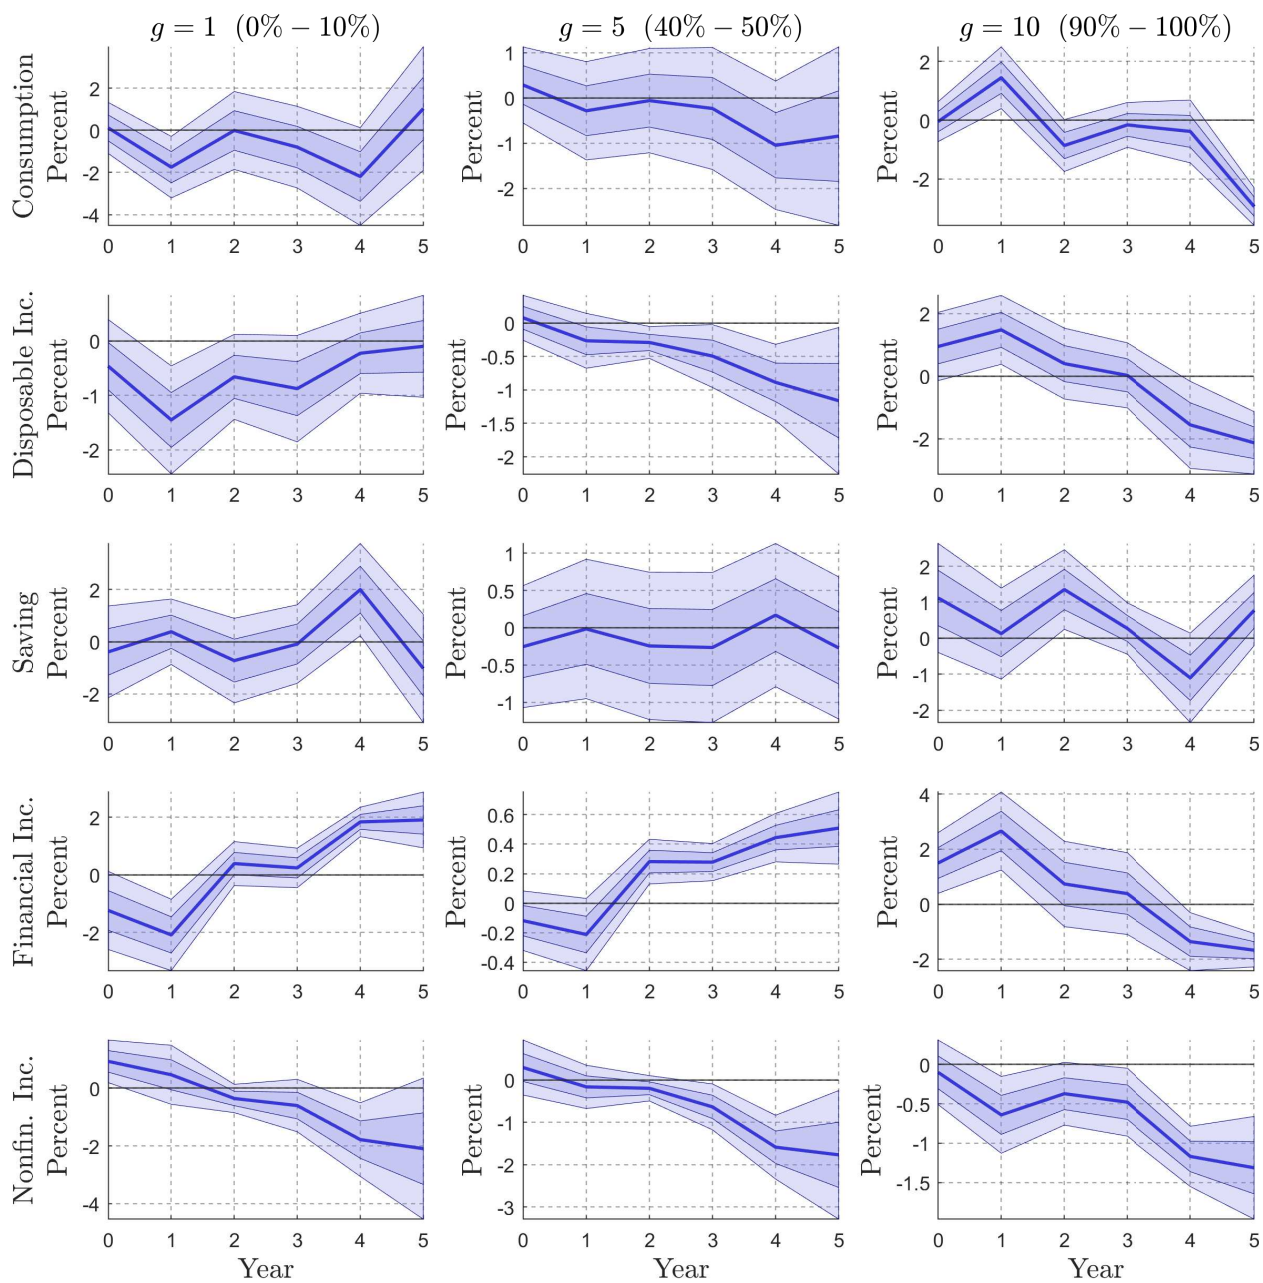 g = 1 (0% − 10%)
g = 5 (40% − 50%)
g = 10 (90% − 100%)
Consumption
Percent
2
0
-2
-4
0 1 2 3 4 5
Percent
1
0
-1
-2
0 1 2 3 4 5
Percent
2
0
-2
0 1 2 3 4 5
Disposable Inc.
Percent
0
-1
-2
0 1 2 3 4 5
Percent
0
-0.5
-1
-1.5
-2
0 1 2 3 4 5
Percent
2
0
-2
0 1 2 3 4 5
Saving
Percent
2
0
-2
0 1 2 3 4 5
Percent
1
0.5
0
-0.5
-1
0 1 2 3 4 5
Percent
2
1
0
-1
-2
0 1 2 3 4 5
Financial Inc.
Percent
2
0
-2
0 1 2 3 4 5
Percent
0.6
0.4
0.2
0
-0.2
-0.4
0 1 2 3 4 5
Percent
4
2
0
-2
0 1 2 3 4 5
Nonfin. Inc.
Percent
0
-2
-4
0 1 2 3 4 5
Year
Percent
0
-1
-2
-3
0 1 2 3 4 5
Year
Percent
0
-0.5
-1
-1.5
0 1 2 3 4 5
Year